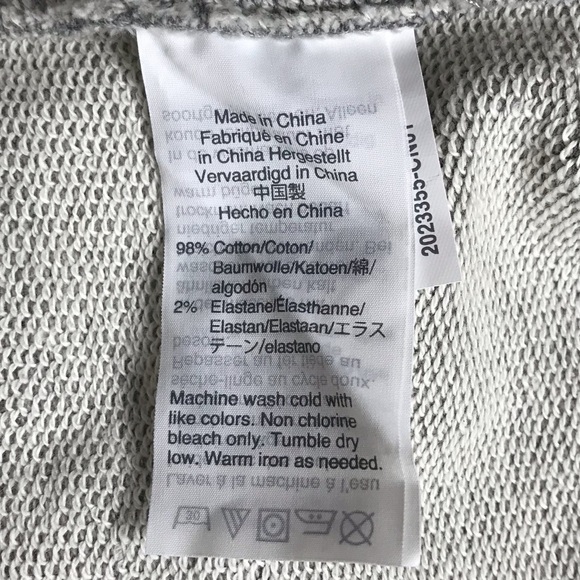 Made in China
Fabriqué en Chine
in China Hergestellt
Vervaardigd in China
中国製
Hecho en China
98% Cotton/Coton/
Baumwolle/Katoen/綿/
algodón
2% Elastane/Élasthanne/
Elastan/Elastaan/エラス
テーン/elastano
Machine wash cold with
like colors. Non chlorine
bleach only. Tumble dry
low. Warm iron as needed.
30